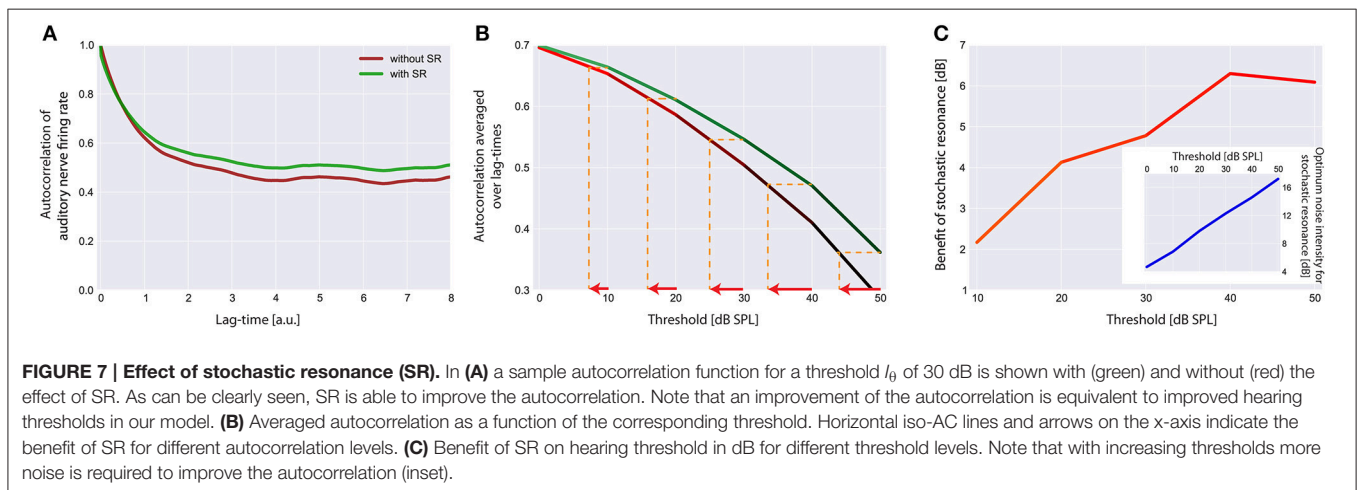 A
Autocorrelation of
auditory nerve firing rate
1.0
0.8
0.6
0.4
0.2
0.0
0
1
2
3
4
5
6
7
8
Lag-time [a.u.]
without SR
with SR
B
Autocorrelation averaged
over lag-times
0.7
0.6
0.5
0.4
0.3
0
10
20
30
40
50
Threshold [dB SPL]
C
Benefit of stochastic resonance [dB]
7
6
5
4
3
2
1
10
20
30
40
50
Threshold [dB SPL]
Threshold [dB SPL]
0
10
20
30
40
50
16
12
8
4
Optimum noise intensity for
stochastic resonance [dB]
FIGURE 7 | Effect of stochastic resonance (SR). In (A) a sample autocorrelation function for a threshold Iθ of 30 dB is shown with (green) and without (red) the
effect of SR. As can be clearly seen, SR is able to improve the autocorrelation. Note that an improvement of the autocorrelation is equivalent to improved hearing
thresholds in our model. (B) Averaged autocorrelation as a function of the corresponding threshold. Horizontal iso-AC lines and arrows on the x-axis indicate the
benefit of SR for different autocorrelation levels. (C) Benefit of SR on hearing threshold in dB for different threshold levels. Note that with increasing thresholds more
noise is required to improve the autocorrelation (inset).